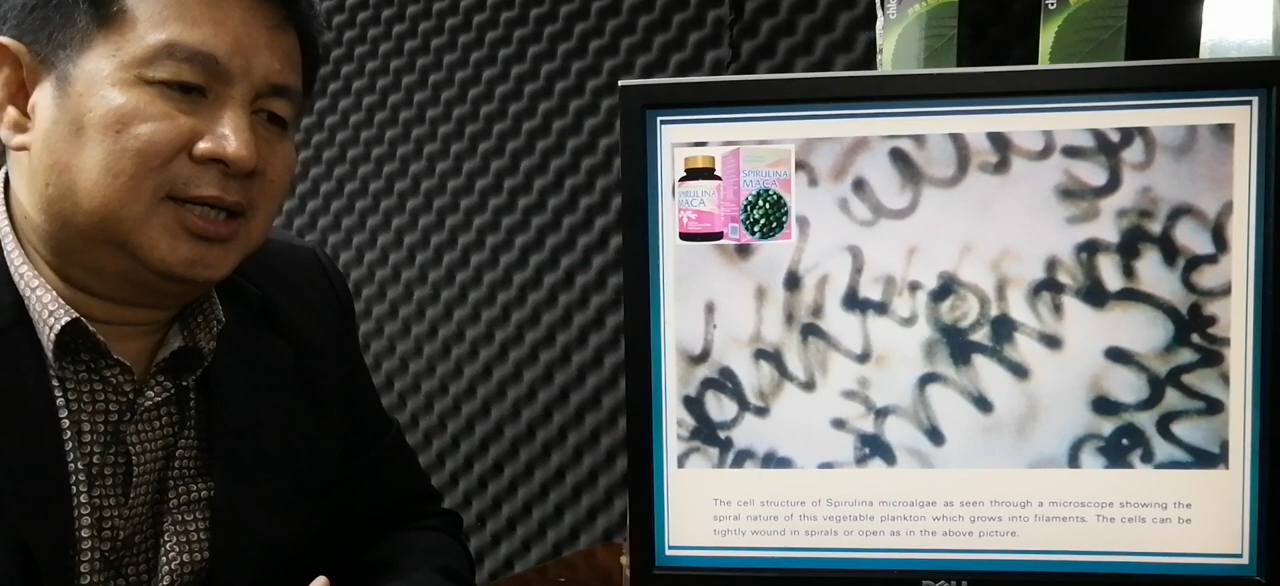 SPIRULINA
MACA
SPIRULINA
MACA
The cell structure of Spirulina microalgae as seen through a microscope showing the
spiral nature of this vegetable plankton which grows into filaments. The cells can be
tightly wound in spirals or open as in the above picture.
DELL